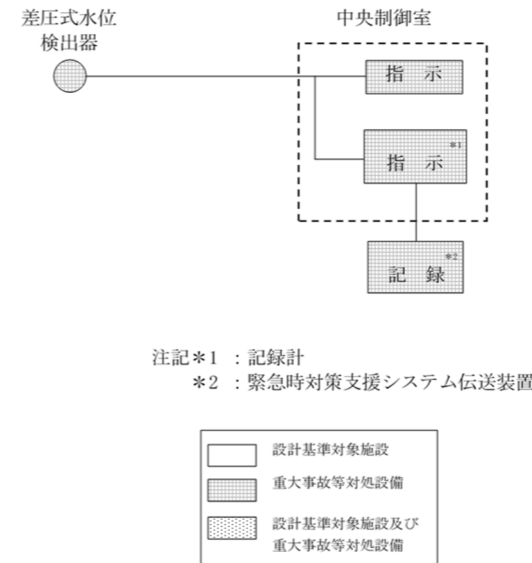 差圧式水位
検出器
中央制御室
指 示
指 示 *1
記 録 *2
注記*1 :記録計
*2 :緊急時対策支援システム伝送装置
設計基準対象施設
重大事故等対処設備
設計基準対象施設及び
重大事故等対処設備